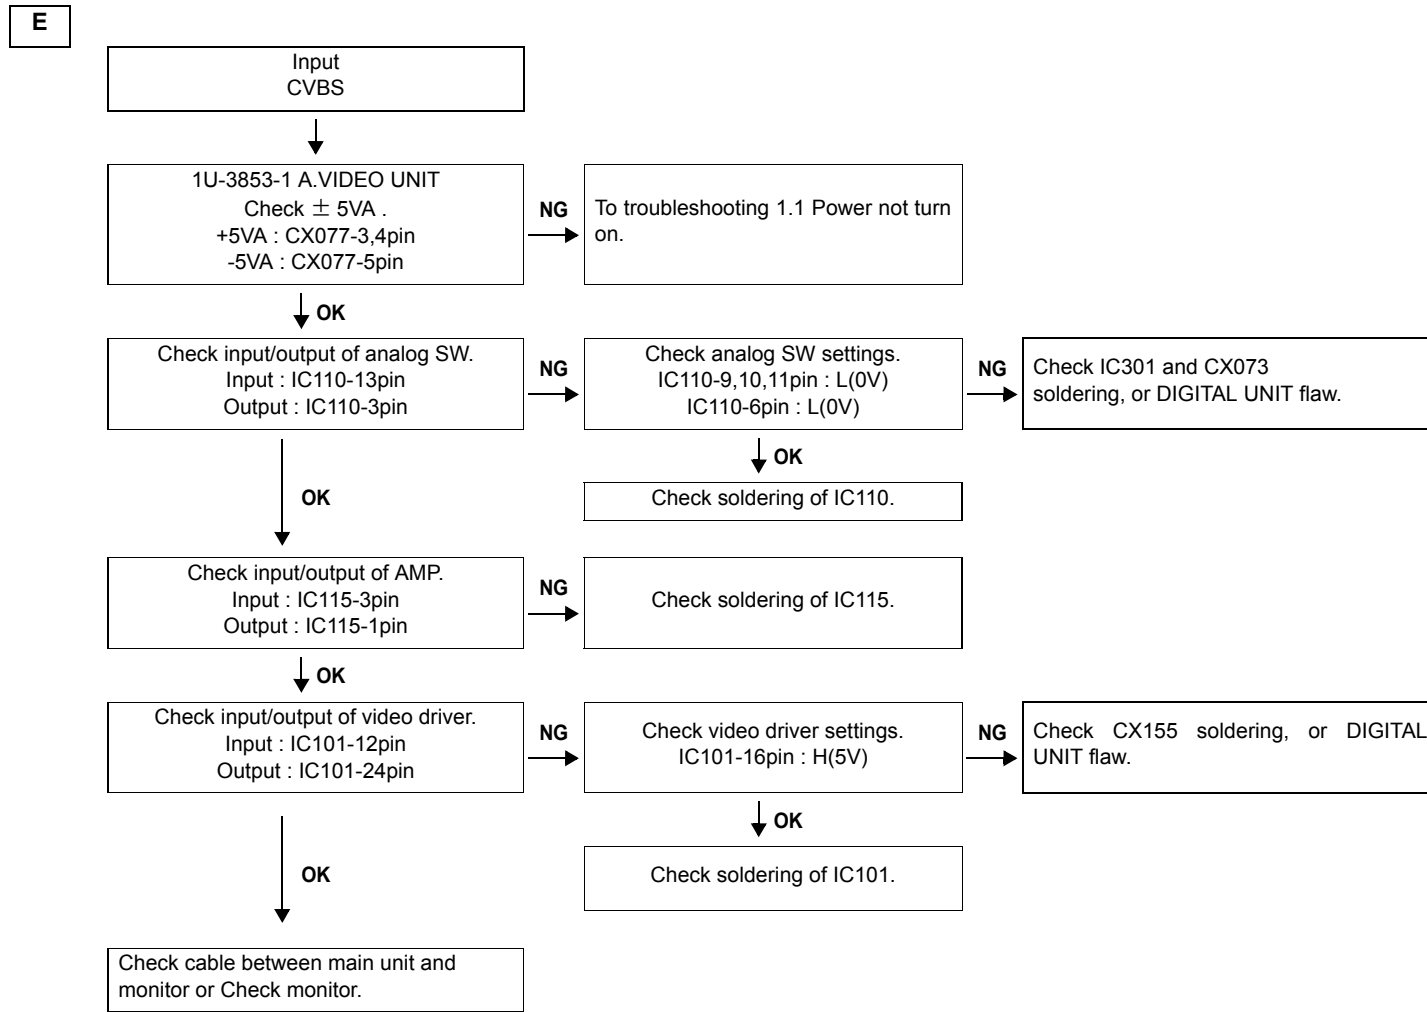 E
Input
CVBS
1U-3853-1 A.VIDEO UNIT
Check ± 5VA .
+5VA : CX077-3,4pin
-5VA : CX077-5pin
NG
To troubleshooting 1.1 Power not turn
on.
OK
Check input/output of analog SW.
Input : IC110-13pin
Output : IC110-3pin
NG
Check analog SW settings.
IC110-9,10,11pin : L(0V)
IC110-6pin : L(0V)
NG
Check IC301 and CX073
soldering, or DIGITAL UNIT flaw.
OK
Check soldering of IC110.
OK
Check input/output of AMP.
Input : IC115-3pin
Output : IC115-1pin
NG
Check soldering of IC115.
OK
Check input/output of video driver.
Input : IC101-12pin
Output : IC101-24pin
NG
Check video driver settings.
IC101-16pin : H(5V)
NG
Check CX155 soldering, or DIGITAL
UNIT flaw.
OK
Check soldering of IC101.
OK
Check cable between main unit and
monitor or Check monitor.